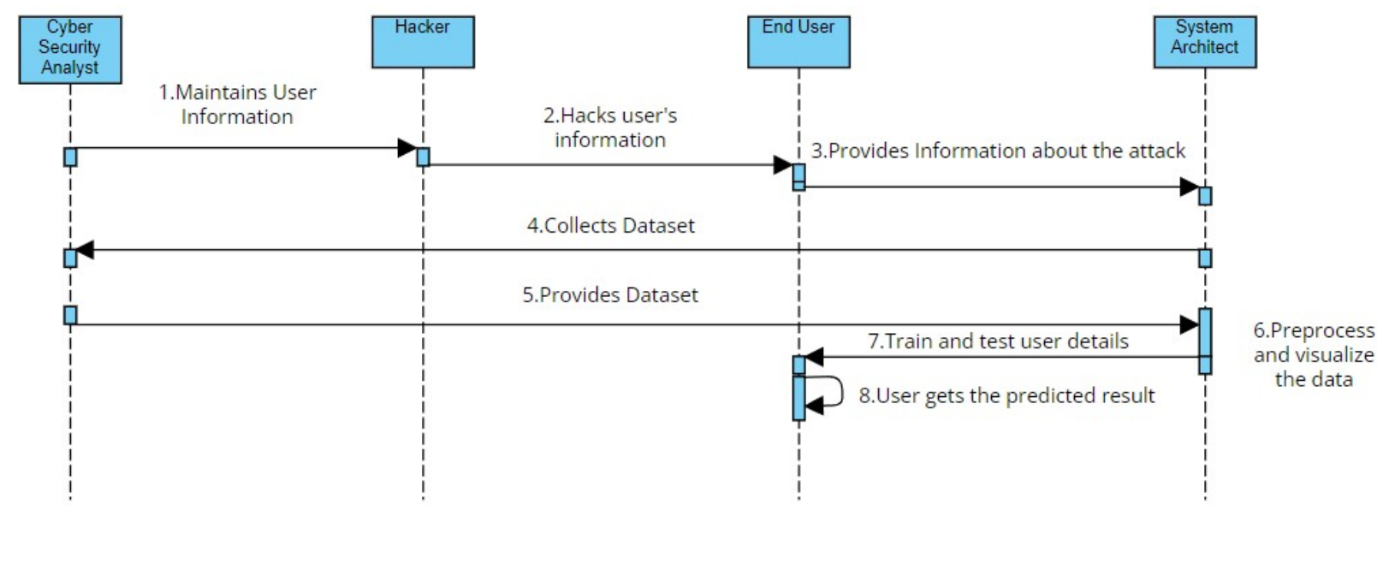 Cyber
Security
Analyst
Hacker
End User
System
Architect
1.Maintains User
Information
2.Hacks user's
information
3.Provides Information about the attack
4.Collects Dataset
5.Provides Dataset
6.Preprocess
and visualize
the data
7.Train and test user details
8.User gets the predicted result